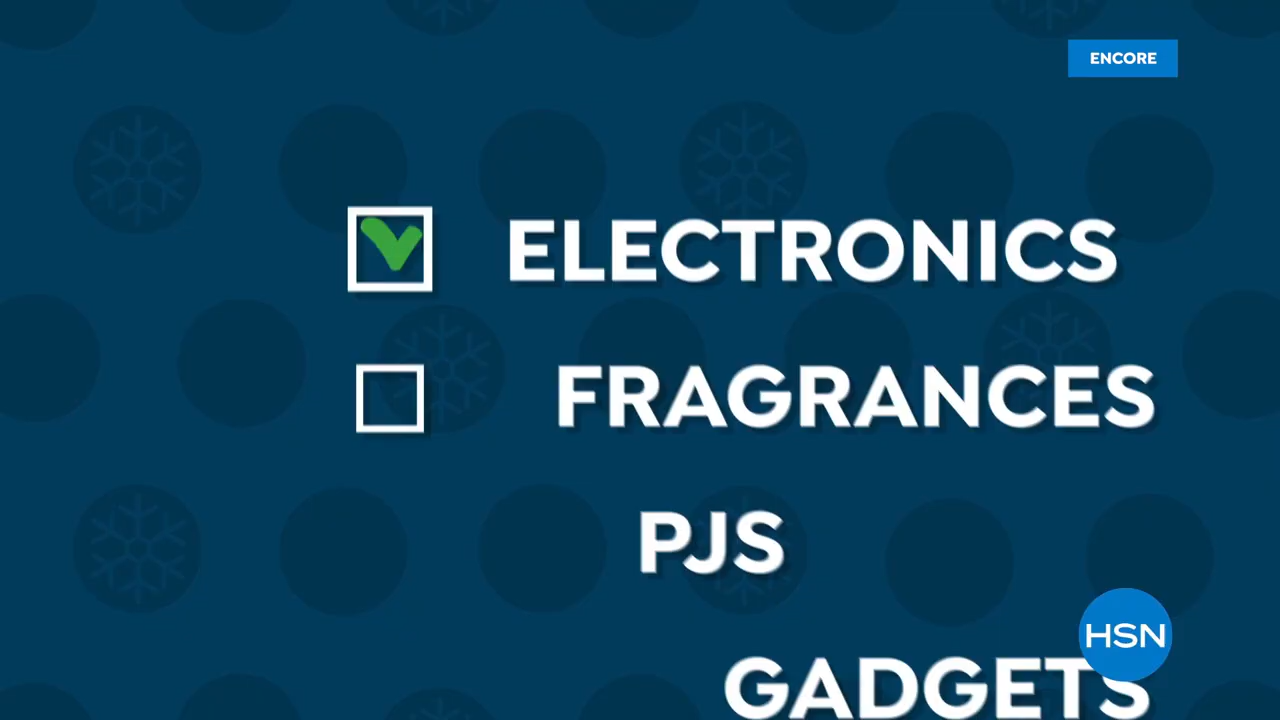 ENCORE
ELECTRONICS
FRAGRANCES
PJS
HSN
GADGETS